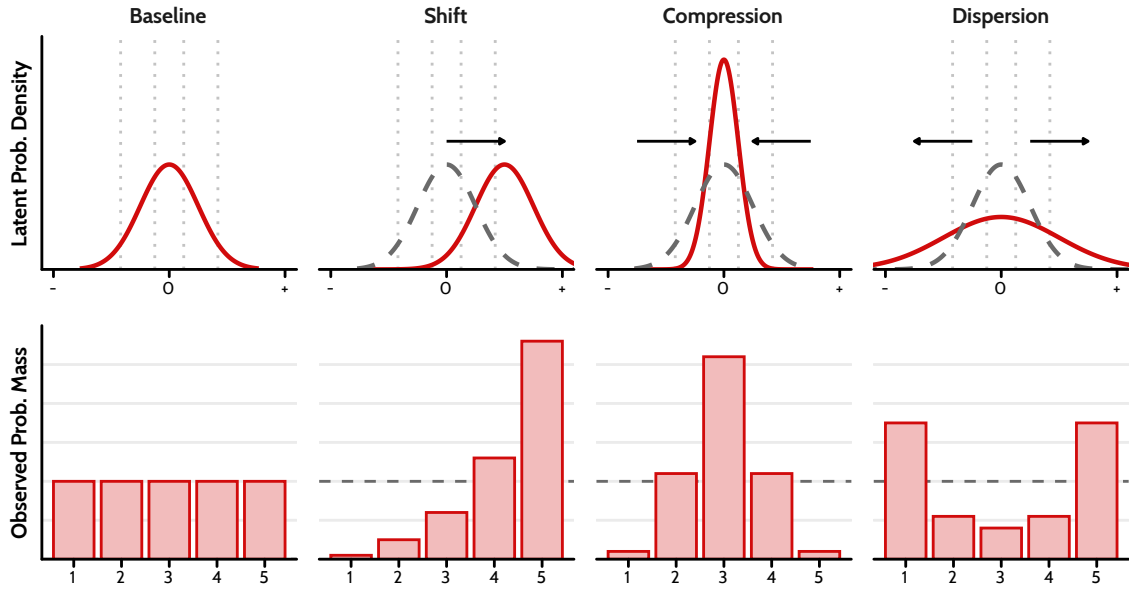 Baseline Shift Compression Dispersion
Latent Prob. Density
- 0 + - 0 + - 0 + - 0 +
Observed Prob. Mass
1 2 3 4 5 1 2 3 4 5 1 2 3 4 5 1 2 3 4 5